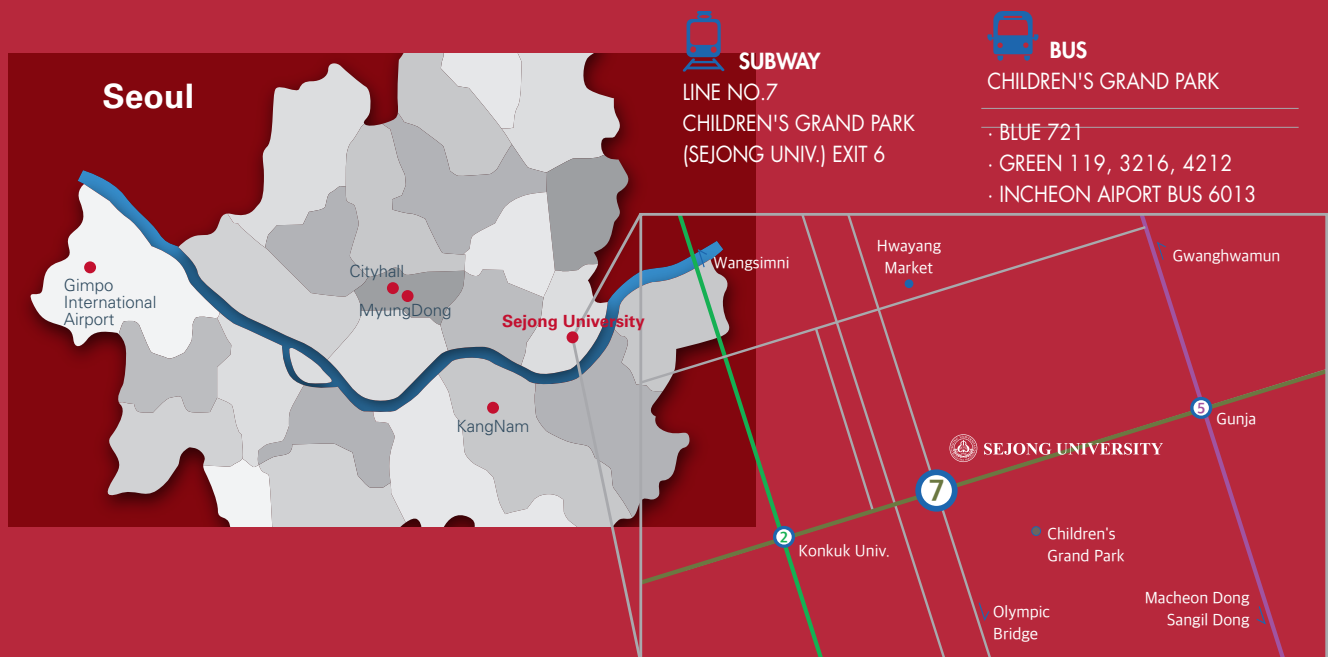 Seoul
SUBWAY
LINE NO.7
CHILDREN'S GRAND PARK
(SEJONG UNIV.) EXIT 6
BUS
CHILDREN'S GRAND PARK
· BLUE 721
· GREEN 119, 3216, 4212
· INCHEON AIPORT BUS 6013
Gimpo
International
Airport
Cityhall
MyungDong
Sejong University
KangNam
Wangsimni
Hwayang
Market
Gwanghwamun
5
Gunja
SEJONG UNIVERSITY
7
2
Konkuk Univ.
Children's
Grand Park
Olympic
Bridge
Macheon Dong
Sangil Dong